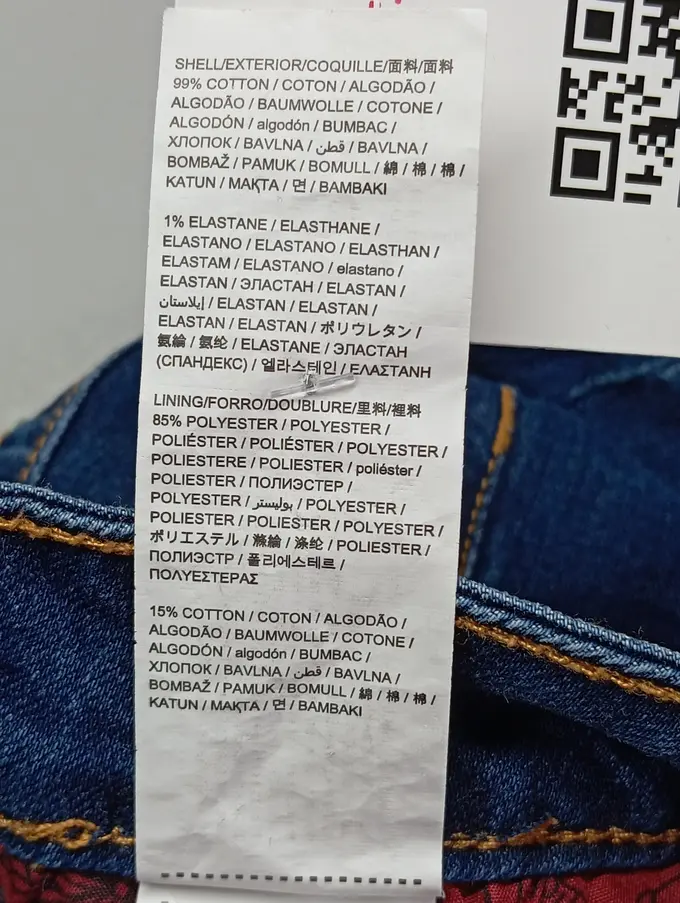 SHELL/EXTERIOR/COQUILLE/面料/面料
99% COTTON / COTON / ALGODÃO /
ALGODÃO / BAUMWOLLE / COTONE /
ALGODÓN / algodón / BUMBAC /
ХЛОПОК / BAVLNA / قطن / BAVLNA /
BOMBAŽ / PAMUK / BOMULL / 綿 / 棉 / 棉 /
KATUN / МАҚТА / 면 / ΒΑΜΒΑΚΙ
1% ELASTANE / ELASTHANE /
ELASTANO / ELASTANO / ELASTHAN /
ELASTAM / ELASTANO / elastano /
ELASTAN / ЭЛАСТАН / ELASTAN /
إيلاستان / ELASTAN / ELASTAN /
ELASTAN / ELASTAN / ポリウレタン /
氨綸 / 氨纶 / ELASTANE / ЭЛАСТАН
(СПАНДЕКС) / 엘라스테인 / ΕΛΑΣΤΑΝΗ
LINING/FORRO/DOUBLURE/里料/裡料
85% POLYESTER / POLYESTER /
POLIÉSTER / POLIÉSTER / POLYESTER /
POLIESTERE / POLIESTER / poliéster /
POLIESTER / ПОЛИЭСТЕР /
POLYESTER / بوليستر / POLYESTER /
POLIESTER / POLYESTER / POLYESTER /
ポリエステル / 滌綸 / 涤纶 / POLIESTER /
ПОЛИЭСТР / 폴리에스테르 /
ΠΟΛΥΕΣΤΕΡΑΣ
15% COTTON / COTON / ALGODÃO /
ALGODÃO / BAUMWOLLE / COTONE /
ALGODÓN / algodón / BUMBAC /
ХЛОПОК / BAVLNA / قطن / BAVLNA /
BOMBAŽ / PAMUK / BOMULL / 綿 / 棉 / 棉 /
KATUN / МАҚТА / 면 / ΒΑΜΒΑΚΙ